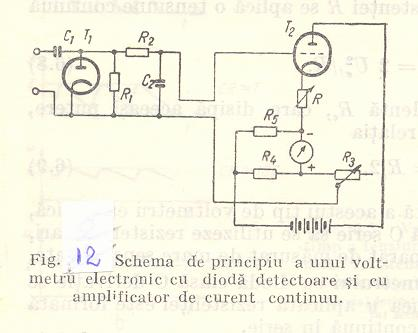 C₁ T₁ R₂ T₂
R₁ C₂ R
R₅ -
R₄ + R₃
Fig. 12 Schema de principiu a unui volt-
metru electronic cu diodă detectoare și cu
amplificator de curent continuu.